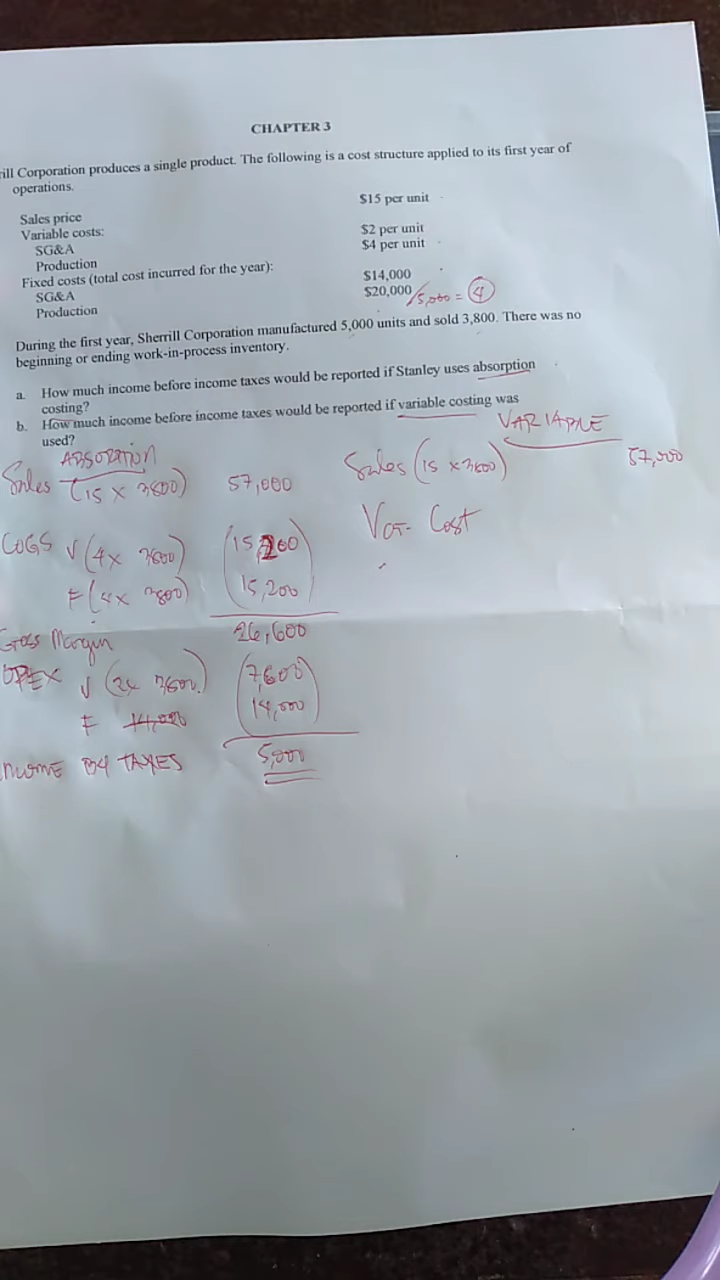 CHAPTER 3
rill Corporation produces a single product. The following is a cost structure applied to its first year of
operations.
Sales price $15 per unit
Variable costs:
SG&A $2 per unit
Production $4 per unit
Fixed costs (total cost incurred for the year):
SG&A $14,000
Production $20,000 /5,000 = 4
During the first year, Sherrill Corporation manufactured 5,000 units and sold 3,800. There was no
beginning or ending work-in-process inventory.
a. How much income before income taxes would be reported if Stanley uses absorption
costing?
b. How much income before income taxes would be reported if variable costing was
used?
ABSORPTION
Sales (15 x 3800) 57,000
COGS V (4x 3800) (15,200)
F (4x 3800) (15,200)
Gross Margin 26,600
OPEX V (2x 3800) (7,600)
F 14,000 (14,000)
Income B4 TAXES 5,000
VARIABLE
Sales (15 x 3800) 57,000
Var. Cost